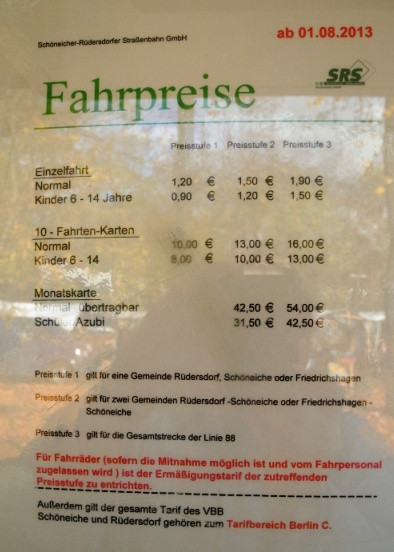 Schöneicher-Rüdersdorfer Straßenbahn GmbH
ab 01.08.2013
SRS
Fahrpreise
Preisstufe 1 Preisstufe 2 Preisstufe 3
Einzelfahrt
Normal 1,20 € 1,50 € 1,90 €
Kinder 6 - 14 Jahre 0,90 € 1,20 € 1,50 €
10 - Fahrten-Karten
Normal 10,00 € 13,00 € 16,00 €
Kinder 6 - 14 8,00 € 10,00 € 13,00 €
Monatskarte
Normal übertragbar 42,50 € 54,00 €
Schüler Azubi 31,50 € 42,50 €
Preisstufe 1 gilt für eine Gemeinde Rüdersdorf, Schöneiche oder Friedrichshagen
Preisstufe 2 gilt für zwei Gemeinden Rüdersdorf -Schöneiche oder Friedrichshagen -
Schöneiche
Preisstufe 3 gilt für die Gesamtstrecke der Linie 88
Für Fahrräder (sofern die Mitnahme möglich ist und vom Fahrpersonal
zugelassen wird ) ist der Ermäßigungstarif der zutreffenden
Preisstufe zu entrichten.
Außerdem gilt der gesamte Tarif des VBB
Schöneiche und Rüdersdorf gehören zum Tarifbereich Berlin C.